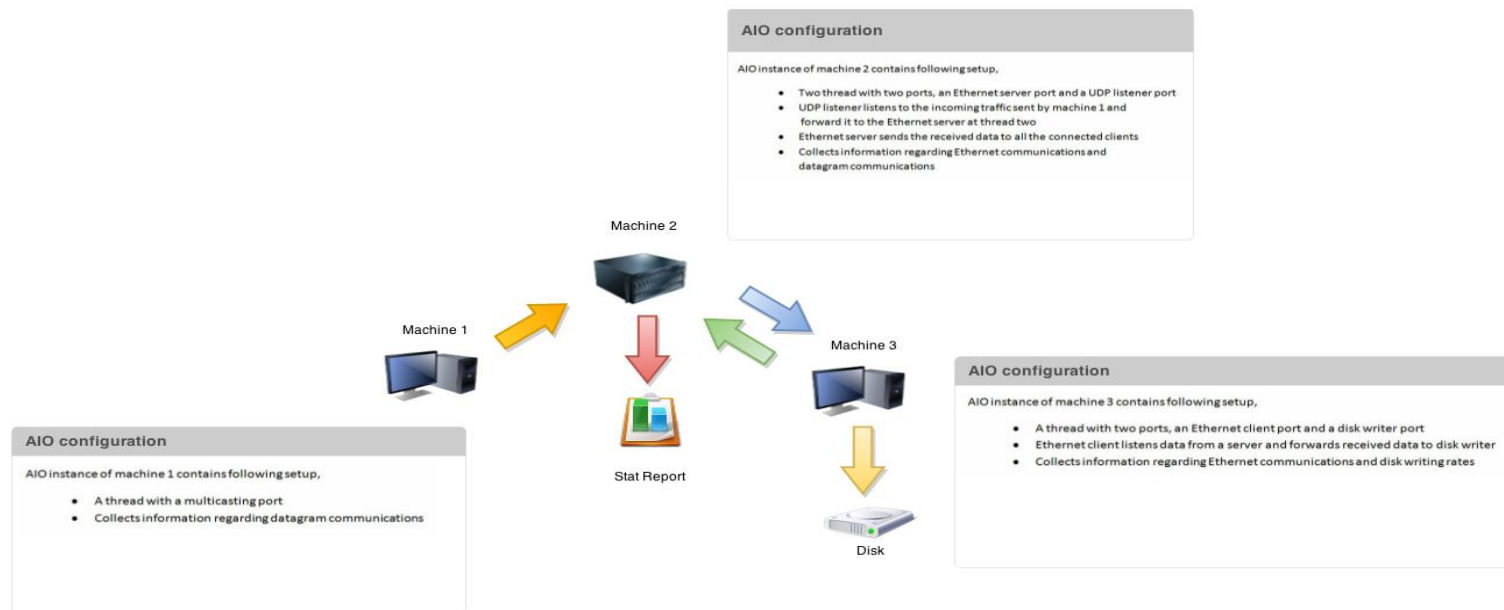 AIO configuration
AIO instance of machine 2 contains following setup,
• Two thread with two ports, an Ethernet server port and a UDP listener port
• UDP listener listens to the incoming traffic sent by machine 1 and
forward it to the Ethernet server at thread two
• Ethernet server sends the received data to all the connected clients
• Collects information regarding Ethernet communications and
datagram communications
Machine 2
Machine 1
Machine 3
Stat Report
Disk
AIO configuration
AIO instance of machine 3 contains following setup,
• A thread with two ports, an Ethernet client port and a disk writer port
• Ethernet client listens data from a server and forwards received data to disk writer
• Collects information regarding Ethernet communications and disk writing rates
AIO configuration
AIO instance of machine 1 contains following setup,
• A thread with a multicasting port
• Collects information regarding datagram communications